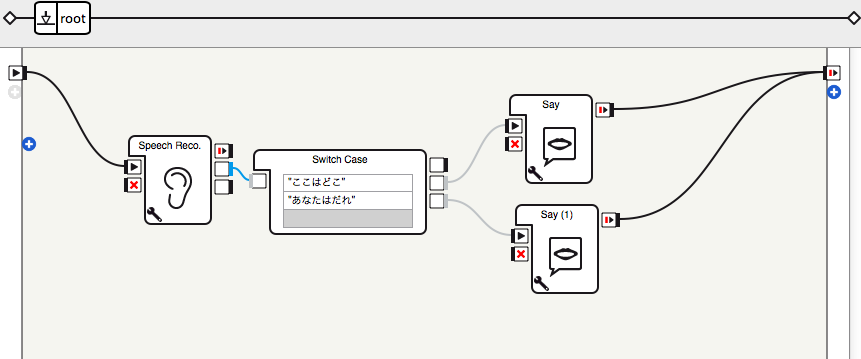 root
Speech Reco.
Switch Case
"ここはどこ"
"あなたはだれ"
Say
Say (1)